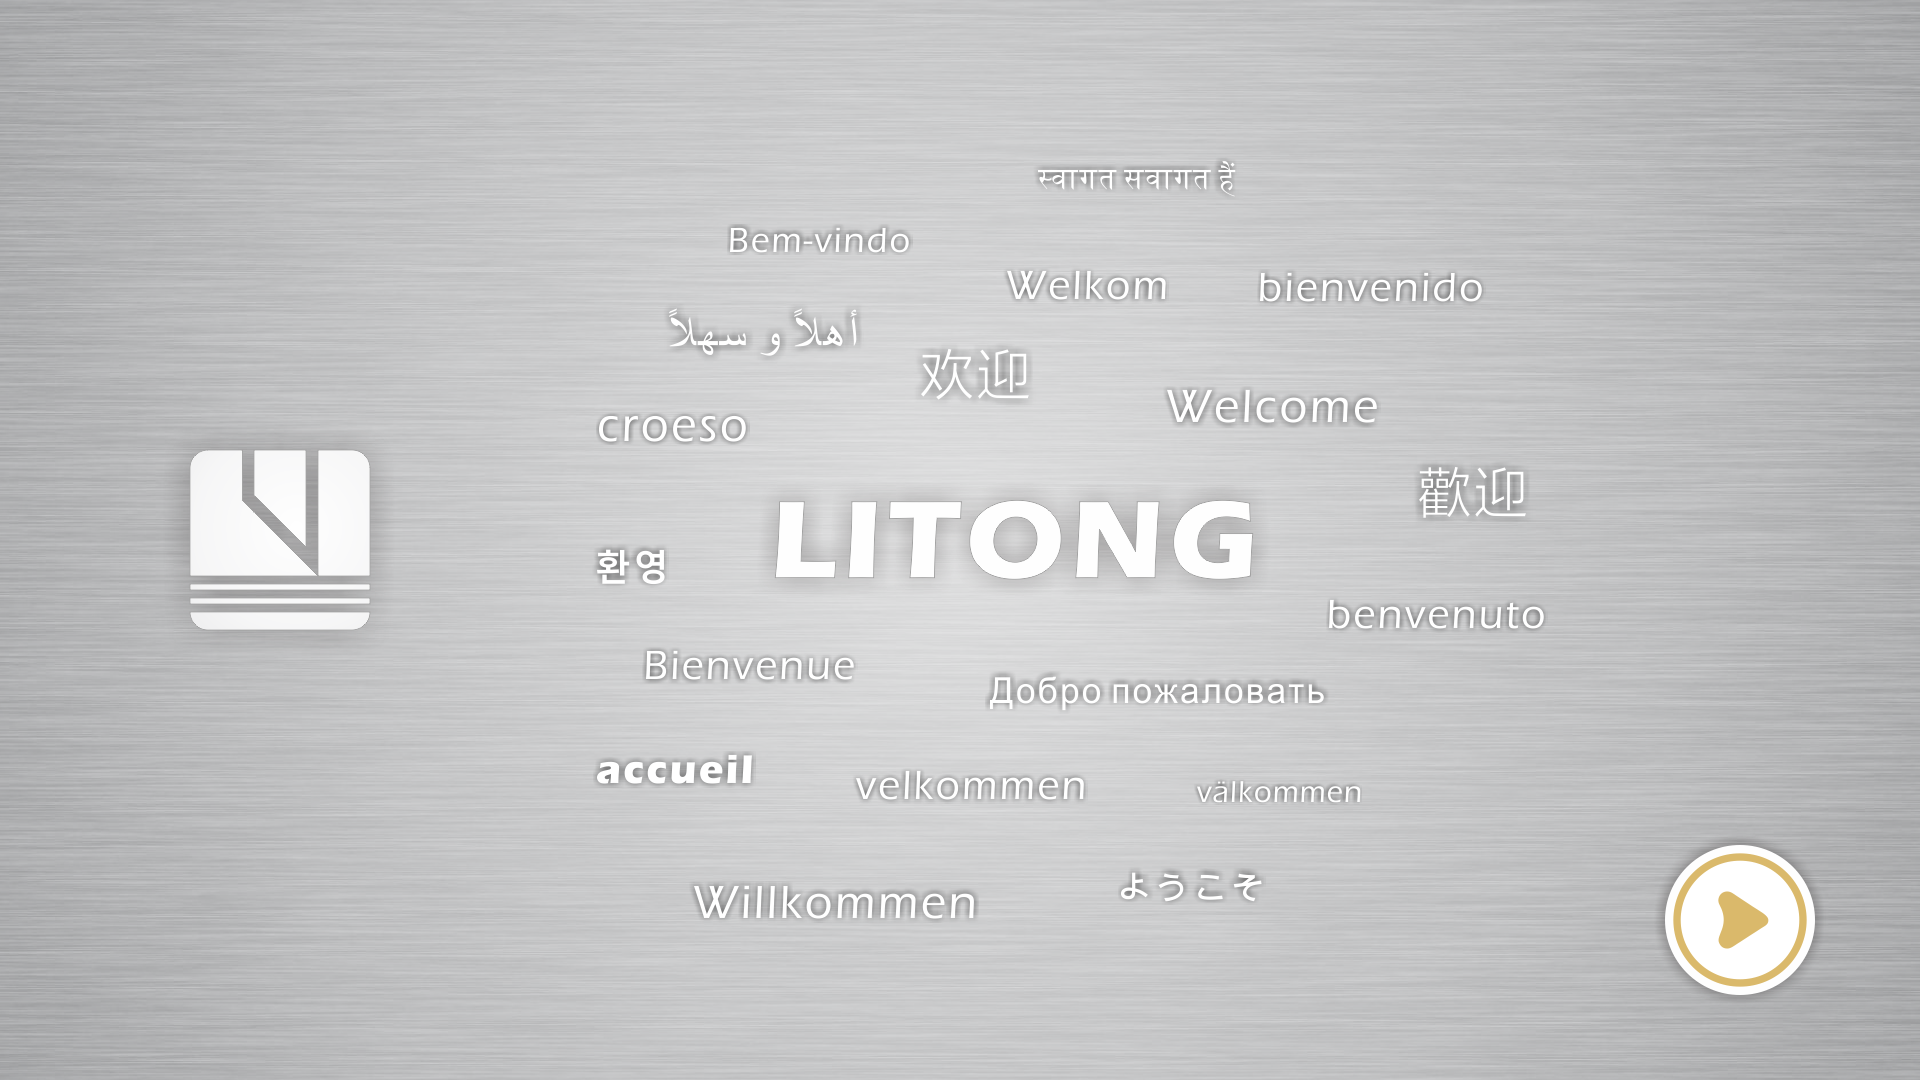 स्वागत सवागत हैं
Bem-vindo
Welkom
bienvenido
أهلاً و سهلاً
欢迎
Welcome
croeso
歡迎
LITONG
환영
benvenuto
Bienvenue
Добро пожаловать
accueil
velkommen
välkommen
Willkommen
ようこそ